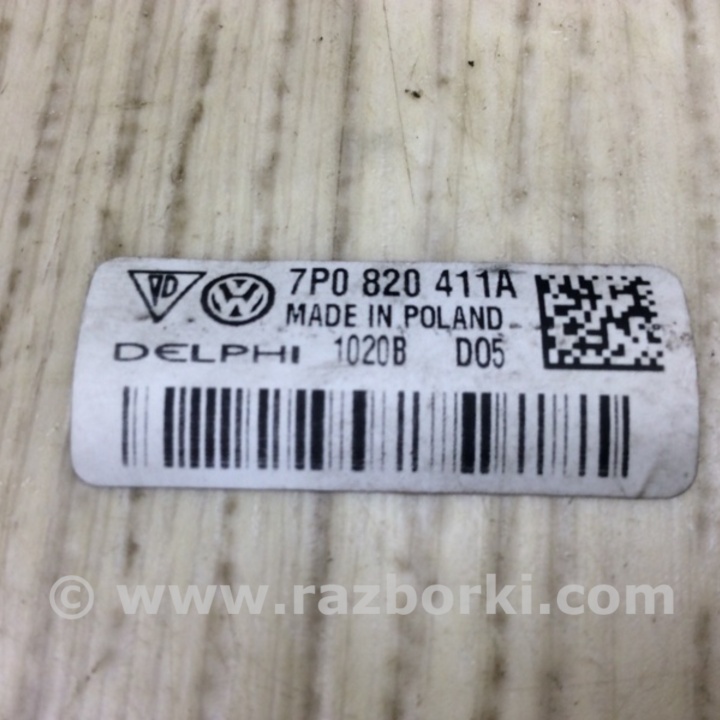 7P0 820 411A
MADE IN POLAND
DELPHI 1020B D05
© www.razborki.com